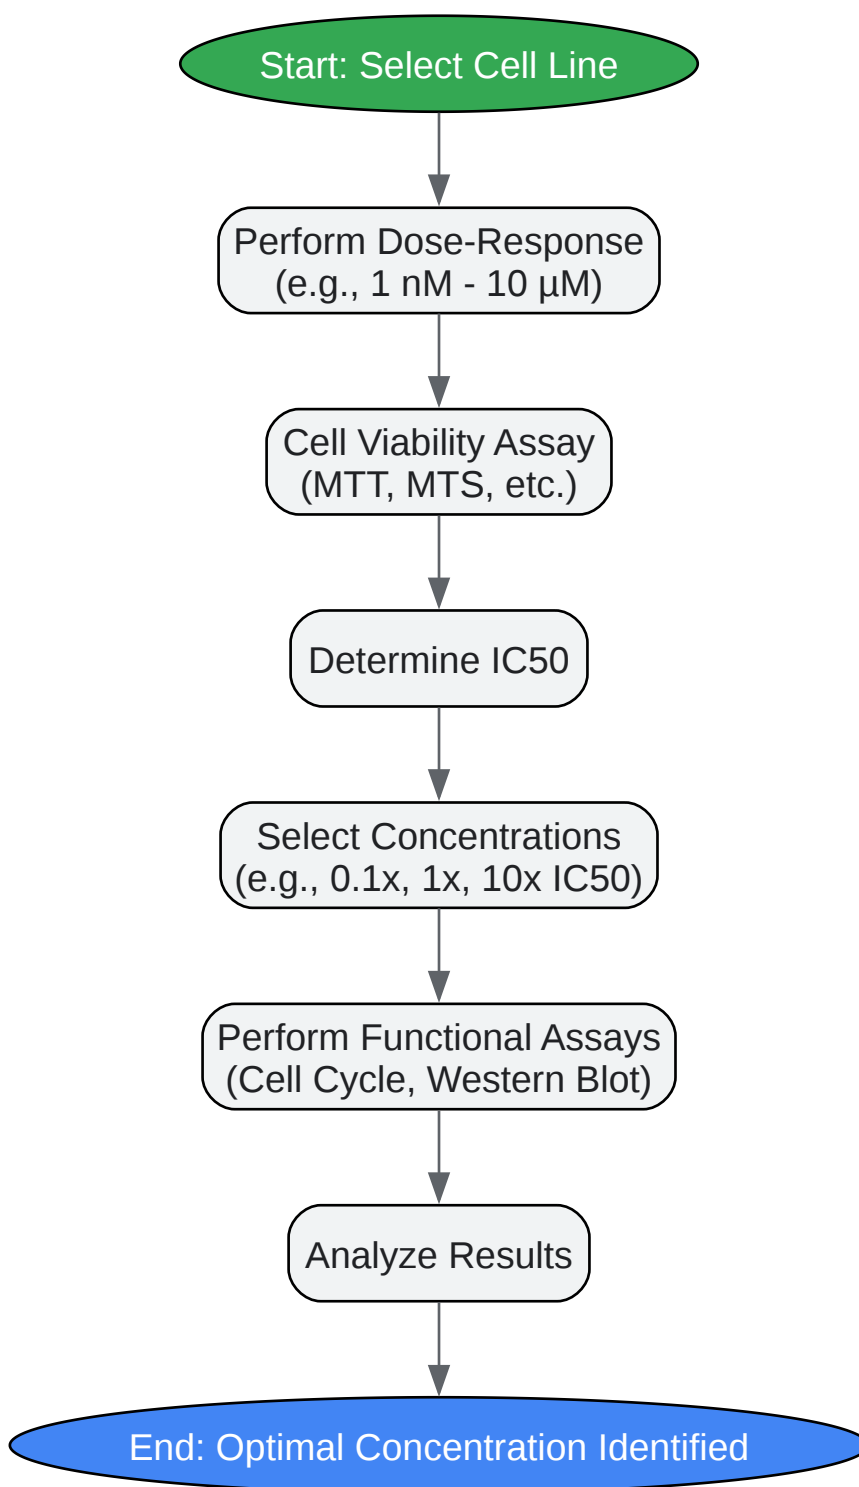 Start: Select Cell Line
Perform Dose-Response
(e.g., 1 nM - 10 µM)
Cell Viability Assay
(MTT, MTS, etc.)
Determine IC50
Select Concentrations
(e.g., 0.1x, 1x, 10x IC50)
Perform Functional Assays
(Cell Cycle, Western Blot)
Analyze Results
End: Optimal Concentration Identified